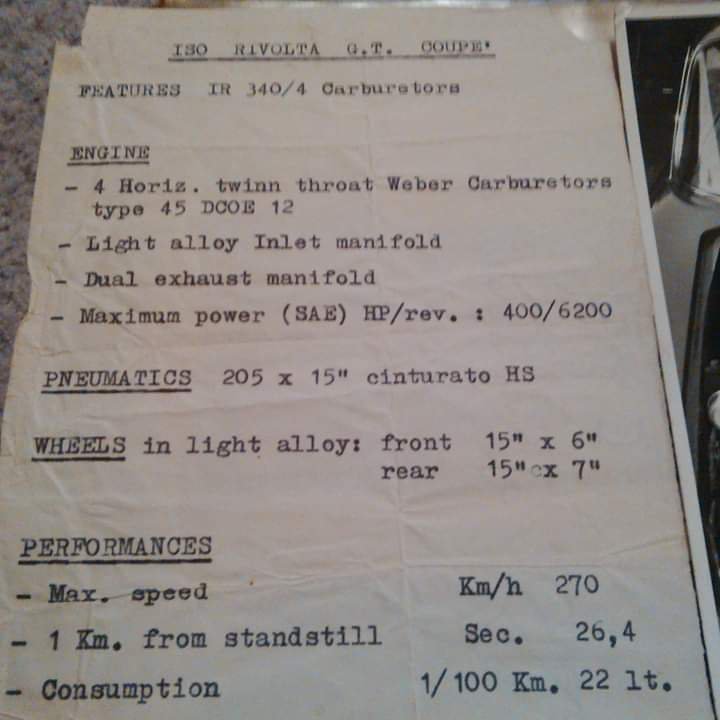 ISO RIVOLTA G.T. COUPE'
FEATURES IR 340/4 Carburetors
ENGINE
- 4 Horiz. twinn throat Weber Carburetors
type 45 DCOE 12
- Light alloy Inlet manifold
- Dual exhaust manifold
- Maximum power (SAE) HP/rev. : 400/6200
PNEUMATICS 205 x 15" cinturato HS
WHEELS in light alloy: front 15" x 6"
rear 15" x 7"
PERFORMANCES
- Max. speed Km/h 270
- 1 Km. from standstill Sec. 26,4
- Consumption 1/100 Km. 22 lt.